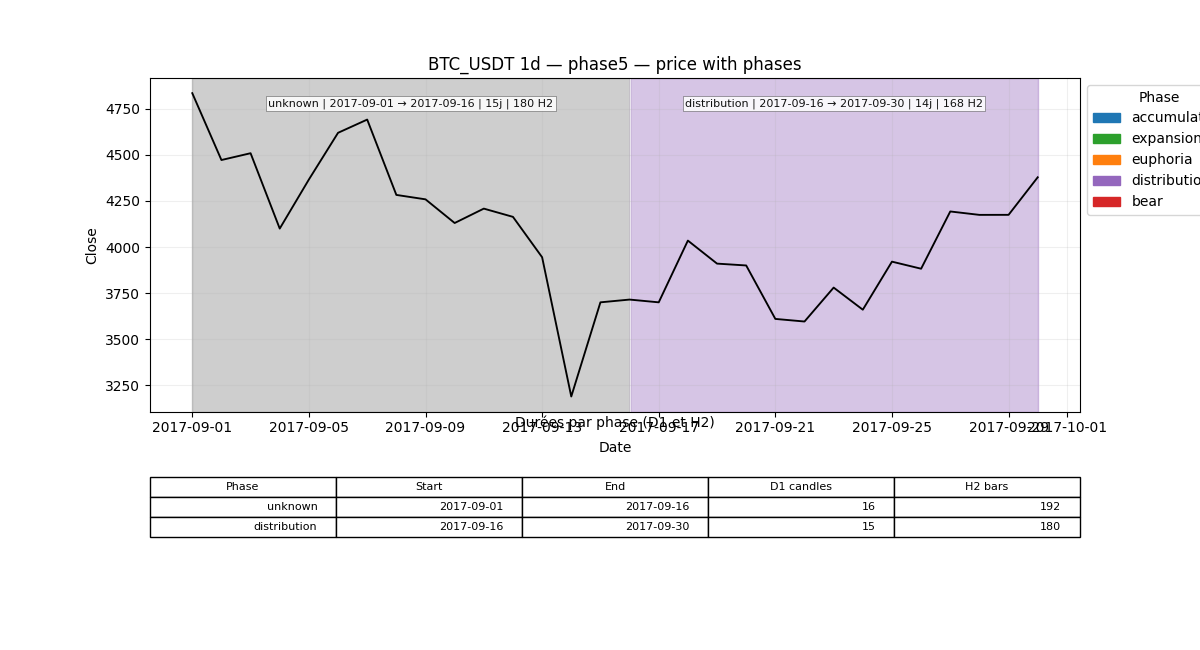 BTC_USDT 1d — phase5 — price with phases
unknown | 2017-09-01 → 2017-09-16 | 15j | 180 H2
distribution | 2017-09-16 → 2017-09-30 | 14j | 168 H2
Phase
accumulat
expansion
euphoria
distributio
bear
Close
4750
4500
4250
4000
3750
3500
3250
2017-09-01 2017-09-05 2017-09-09 2017-09-13 2017-09-17 2017-09-21 2017-09-25 2017-09-29 2017-10-01
Durées par phase (D1 et H2)
Date
Phase Start End D1 candles H2 bars
unknown 2017-09-01 2017-09-16 16 192
distribution 2017-09-16 2017-09-30 15 180